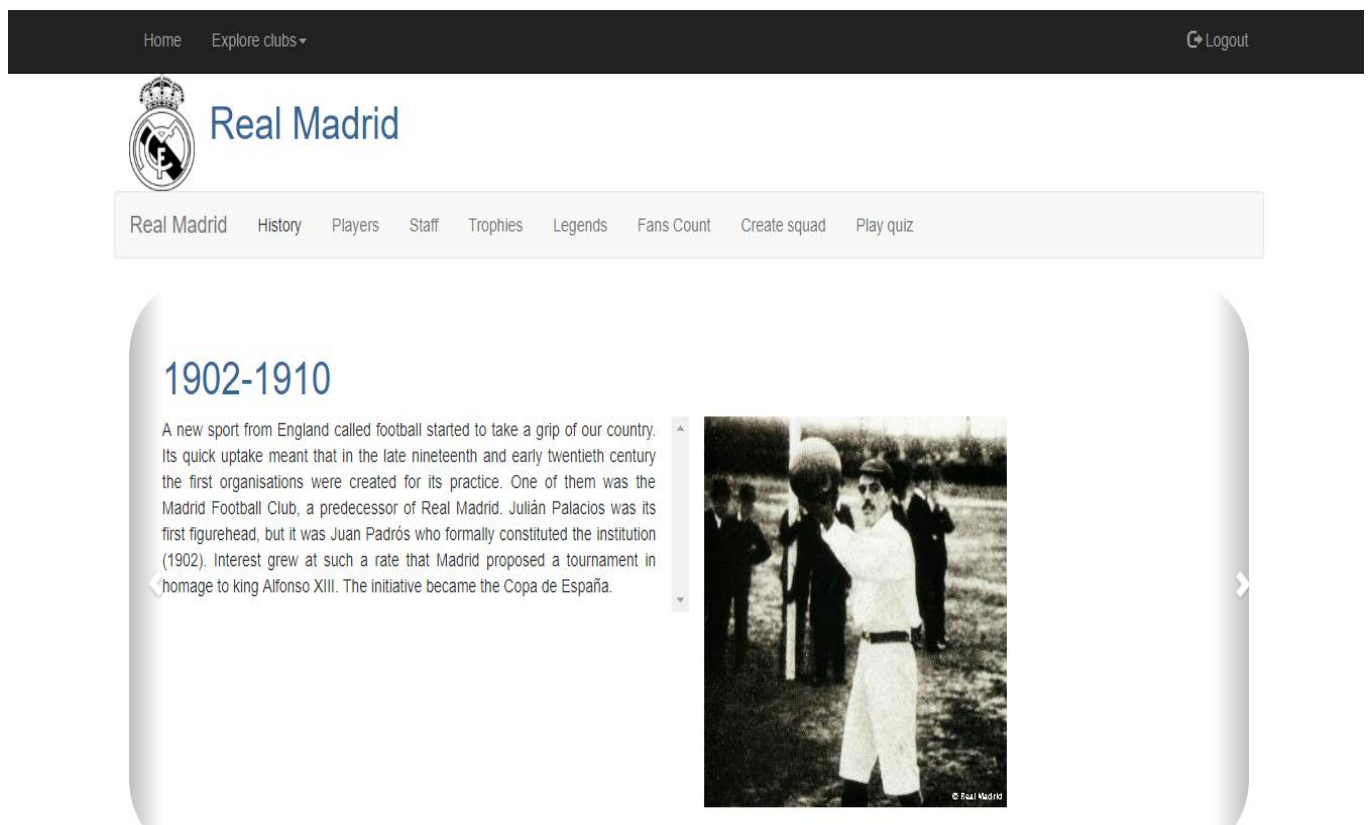 Home Explore clubs Logout
Real Madrid
Real Madrid History Players Staff Trophies Legends Fans Count Create squad Play quiz
1902-1910
A new sport from England called football started to take a grip of our country.
Its quick uptake meant that in the late nineteenth and early twentieth century
the first organisations were created for its practice. One of them was the
Madrid Football Club, a predecessor of Real Madrid. Julián Palacios was its
first figurehead, but it was Juan Padrós who formally constituted the institution
(1902). Interest grew at such a rate that Madrid proposed a tournament in
homage to king Alfonso XIII. The initiative became the Copa de España.
© Real Madrid